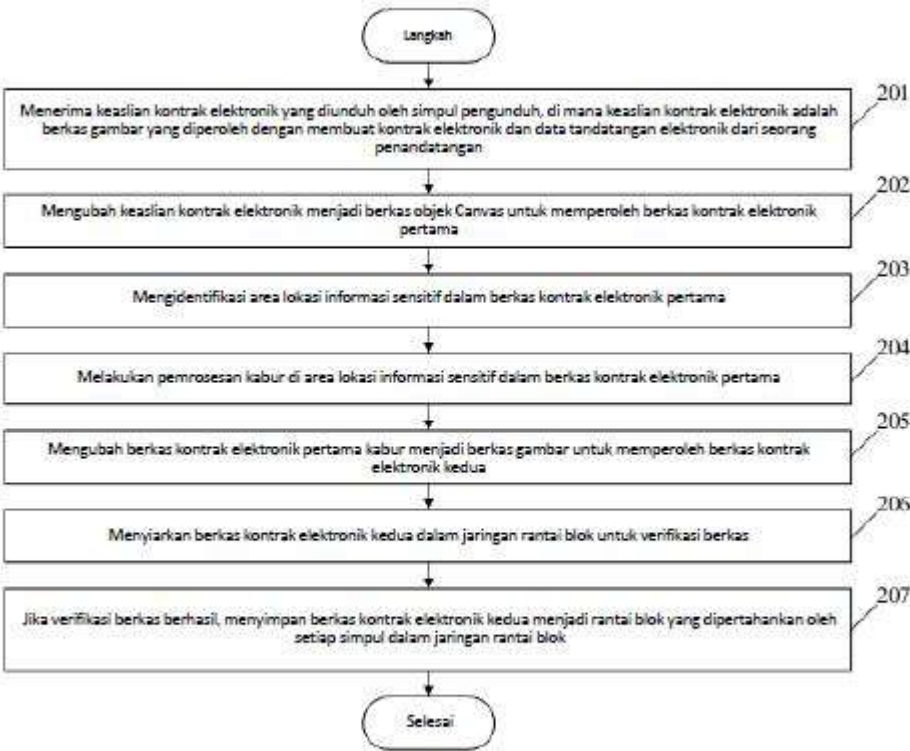 Langkah
201
Menerima keaslian kontrak elektronik yang diunduh oleh simpul pengunduh, di mana keaslian kontrak elektronik adalah
berkas gambar yang diperoleh dengan membuat kontrak elektronik dan data tandatangan elektronik dari seorang
penandatangan
202
Mengubah keaslian kontrak elektronik menjadi berkas objek Canvas untuk memperoleh berkas kontrak elektronik
pertama
203
Mengidentifikasi area lokasi informasi sensitif dalam berkas kontrak elektronik pertama
204
Melakukan pemrosesan kabur di area lokasi informasi sensitif dalam berkas kontrak elektronik pertama
205
Mengubah berkas kontrak elektronik pertama kabur menjadi berkas gambar untuk memperoleh berkas kontrak
elektronik kedua
206
Menyiarkan berkas kontrak elektronik kedua dalam jaringan rantai blok untuk verifikasi berkas
207
Jika verifikasi berkas berhasil, menyimpan berkas kontrak elektronik kedua menjadi rantai blok yang dipertahankan oleh
setiap simpul dalam jaringan rantai blok
Selesai